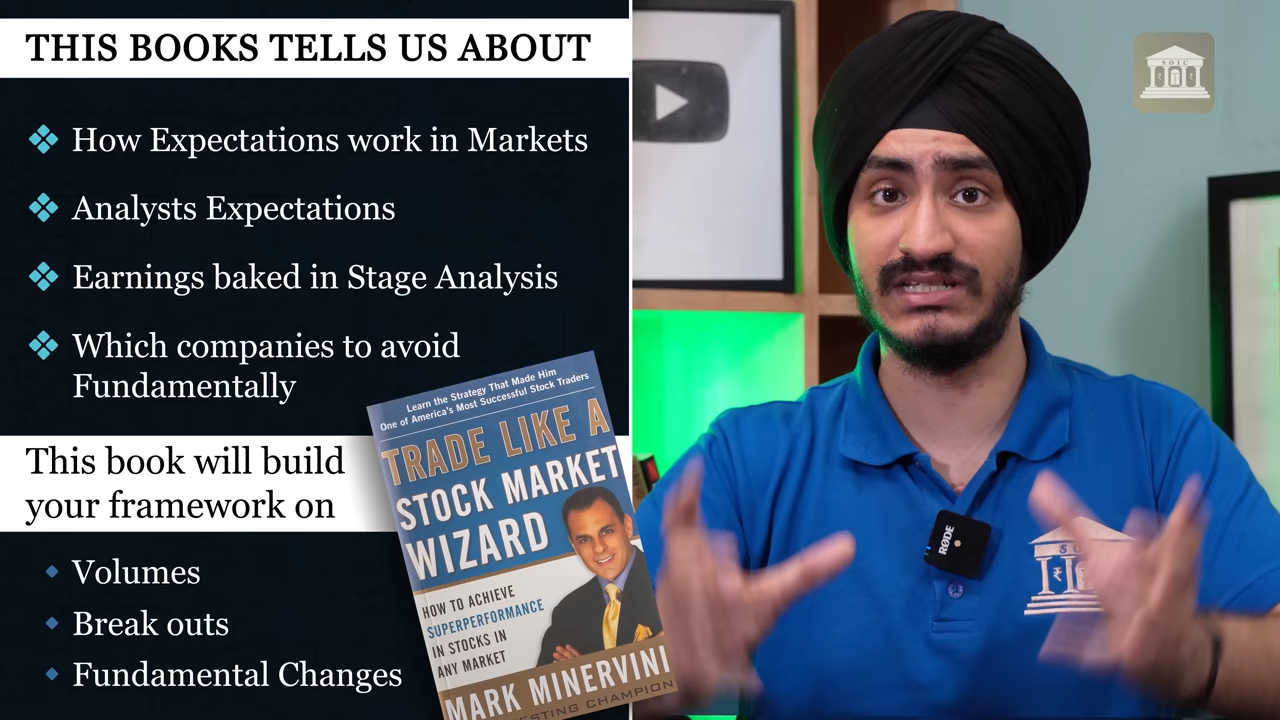 THIS BOOKS TELLS US ABOUT
How Expectations work in Markets
Analysts Expectations
Earnings baked in Stage Analysis
Which companies to avoid
Fundamentally
This book will build
your framework on
Volumes
Break outs
Fundamental Changes
Learn the Strategy That Made Him
One of America's Most Successful Stock Traders
TRADE LIKE A
STOCK MARKET
WIZARD
HOW TO ACHIEVE
SUPERPERFORMANCE
IN STOCKS IN
ANY MARKET
MARK MINERVINI
CHAMPION
SOIC
RØDE